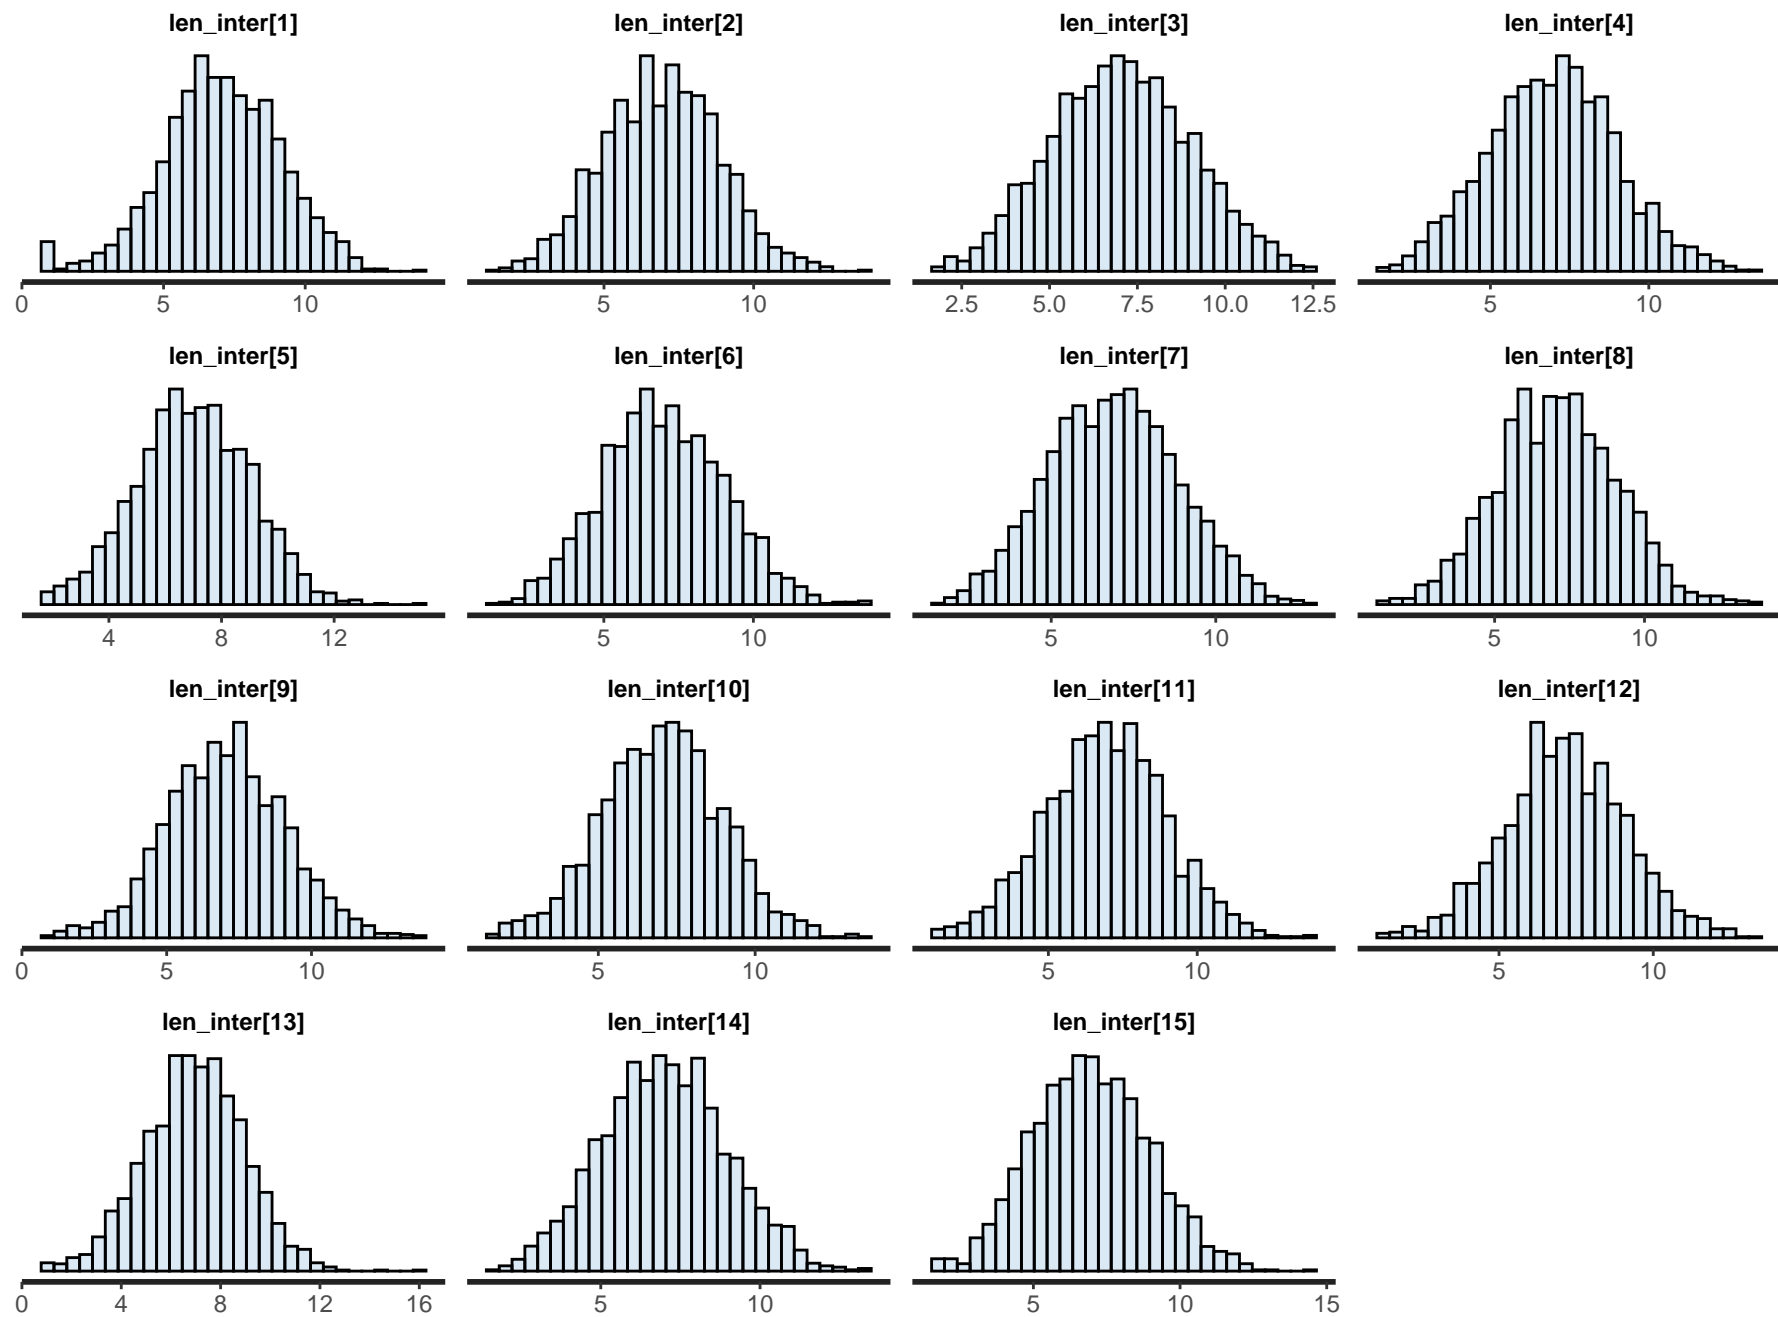 len_inter[1] len_inter[2] len_inter[3] len_inter[4]
0 5 10 5 10 2.5 5.0 7.5 10.0 12.5 5 10
len_inter[5] len_inter[6] len_inter[7] len_inter[8]
4 8 12 5 10 5 10 5 10
len_inter[9] len_inter[10] len_inter[11] len_inter[12]
0 5 10 5 10 5 10 5 10
len_inter[13] len_inter[14] len_inter[15]
0 4 8 12 16 5 10 5 10 15